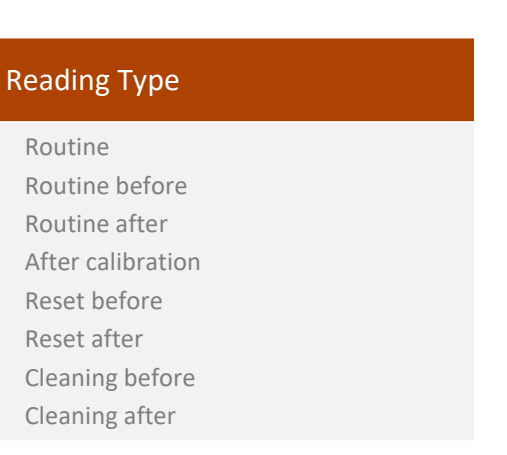 Reading Type
Routine
Routine before
Routine after
After calibration
Reset before
Reset after
Cleaning before
Cleaning after